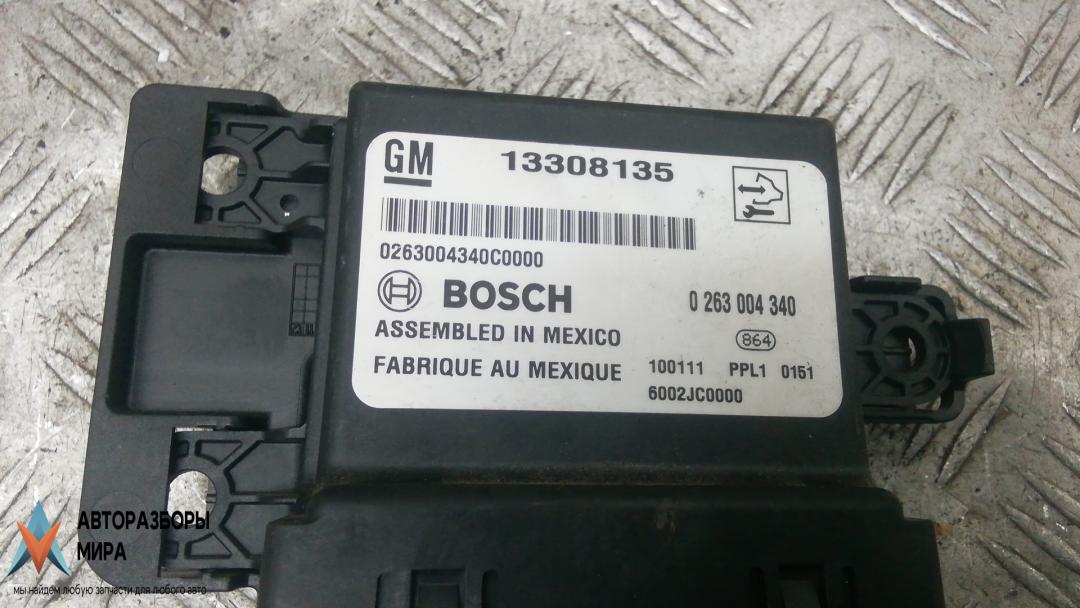 GM 13308135
0263004340C0000
BOSCH 0 263 004 340
ASSEMBLED IN MEXICO 864
FABRIQUE AU MEXIQUE 100111 PPL1 0151
6002JC0000
АВТОРАЗБОРЫ
МИРА
мы найдем любую запчасти для любого авто